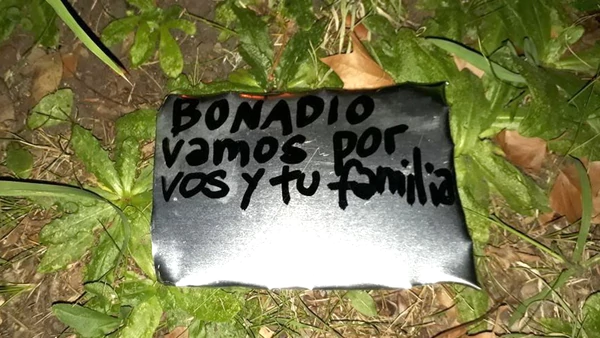 BONADIO
vamos por
vos y tu familia